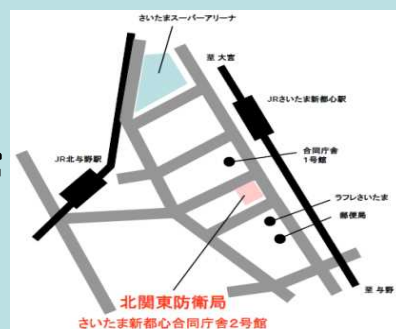 さいたまスーパーアリーナ
至 大宮
JRさいたま新都心駅
JR北与野駅
合同庁舎
1号館
ラフレさいたま
郵便局
至 与野
北関東防衛局
さいたま新都心合同庁舎2号館